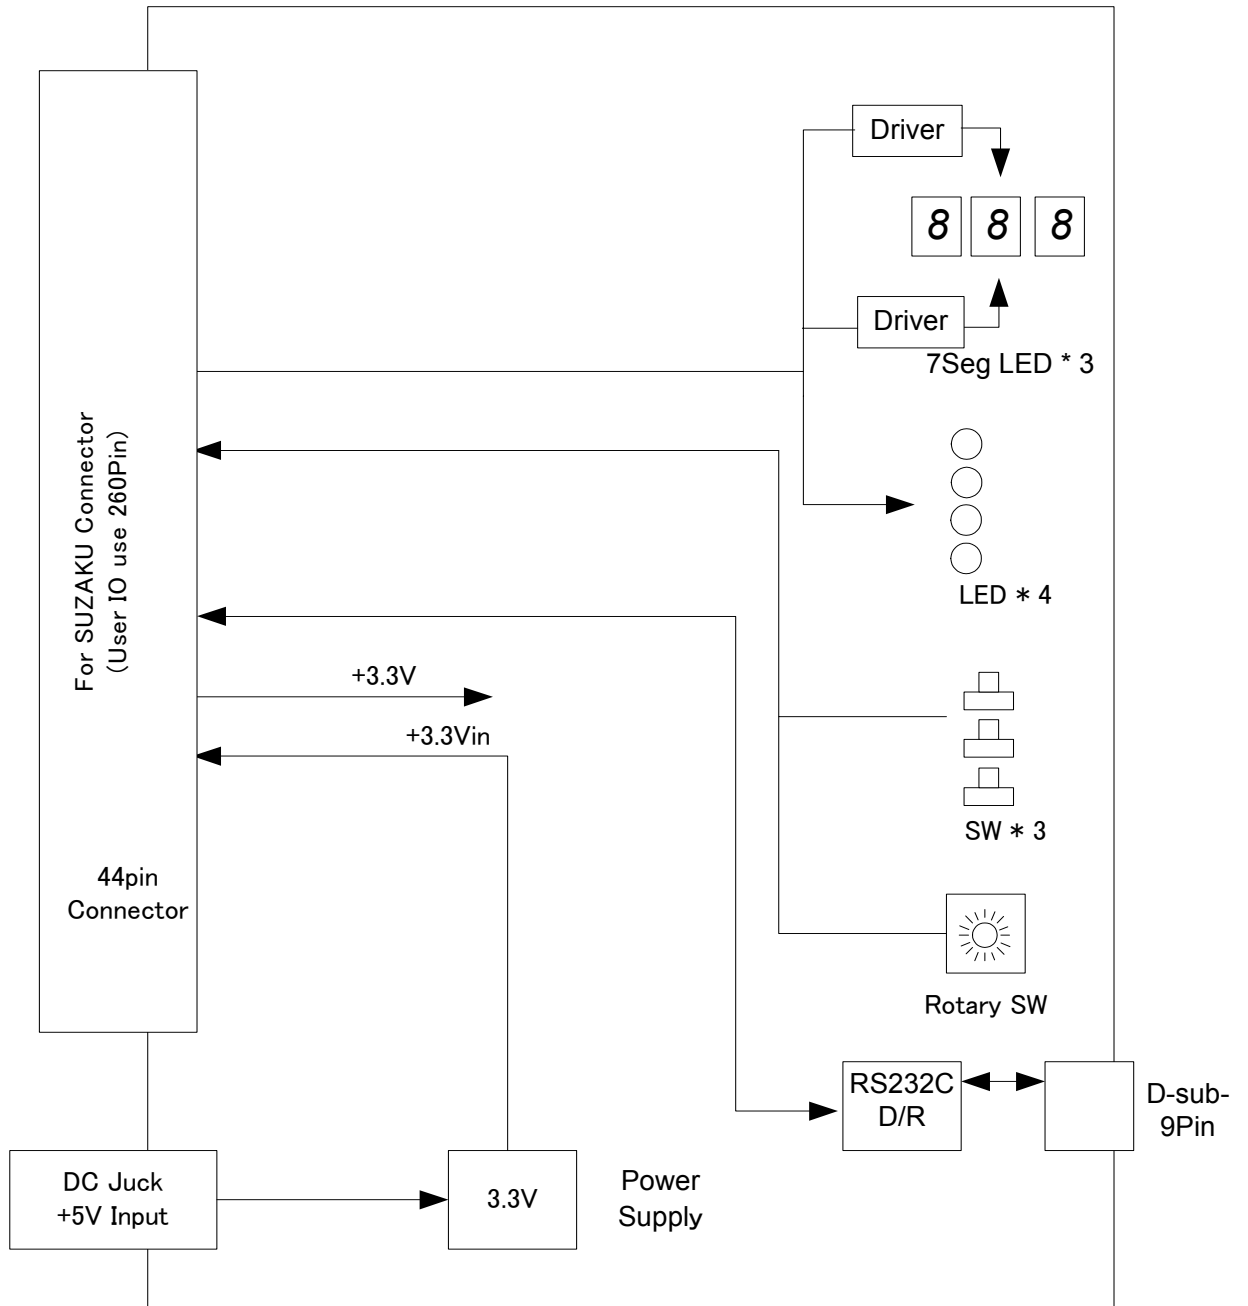 Driver
8 8 8
Driver
7Seg LED * 3
For SUZAKU Connector
(User IO use 260Pin)
LED * 4
+3.3V
+3.3Vin
SW * 3
44pin
Connector
Rotary SW
RS232C
D/R
D-sub-
9Pin
DC Juck
+5V Input
3.3V
Power
Supply